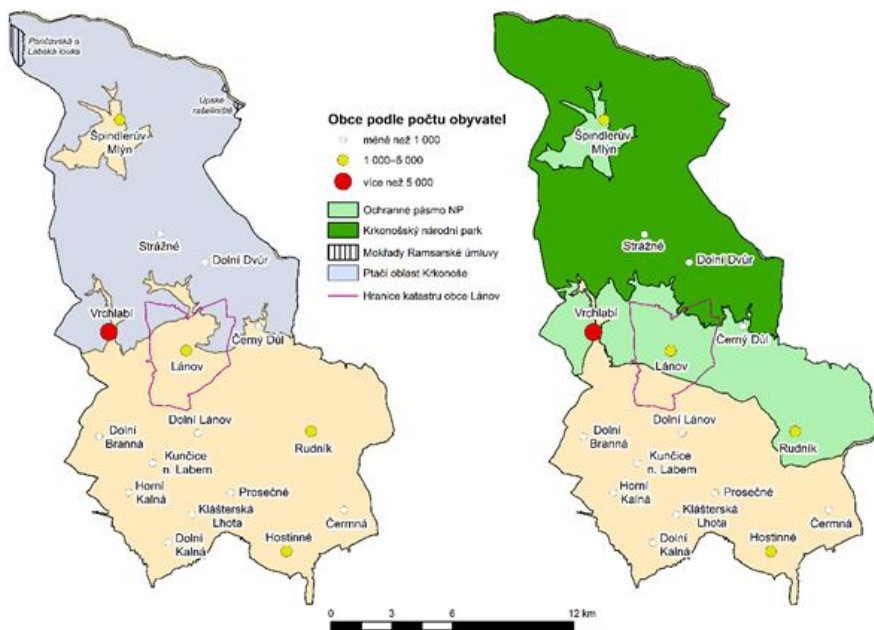 Pančavská a
Labská louka
Úpské
rašeliniště
Špindlerův
Mlýn
Strážné
Dolní Dvůr
Vrchlabí
Černý Důl
Lánov
Dolní Lánov
Dolní
Branná
Rudník
Kunčice
n. Labem
Horní
Kalná
Prosečné
Klášterská
Lhota
Čermná
Dolní
Kalná
Hostinné
Obce podle počtu obyvatel
méně než 1 000
1 000–5 000
více než 5 000
Ochranné pásmo NP
Krkonošský národní park
Mokřady Ramsarské úmluvy
Ptačí oblast Krkonoše
Hranice katastru obce Lánov
Špindlerův
Mlýn
Strážné
Dolní Dvůr
Vrchlabí
Černý Důl
Lánov
Dolní Lánov
Dolní
Branná
Rudník
Kunčice
n. Labem
Horní
Kalná
Prosečné
Klášterská
Lhota
Čermná
Dolní
Kalná
Hostinné
0 3 6 12 km